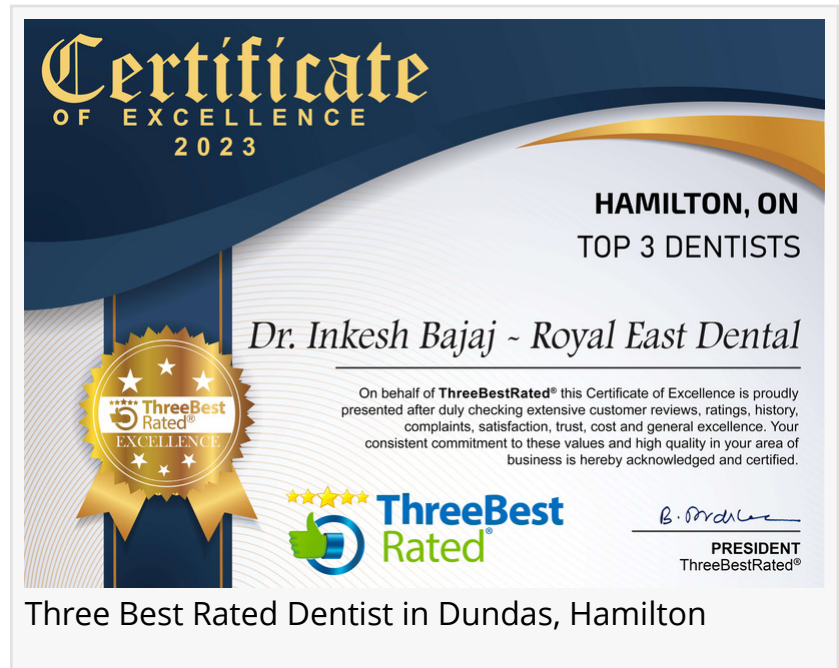 Certificate
OF EXCELLENCE
2023
HAMILTON, ON
TOP 3 DENTISTS
Dr. Inkesh Bajaj ~ Royal East Dental
On behalf of ThreeBestRated® this Certificate of Excellence is proudly
presented after duly checking extensive customer reviews, ratings, history,
complaints, satisfaction, trust, cost and general excellence. Your
consistent commitment to these values and high quality in your area of
business is hereby acknowledged and certified.
ThreeBest
Rated®
EXCELLENCE
ThreeBest
Rated®
PRESIDENT
ThreeBestRated®
Three Best Rated Dentist in Dundas, Hamilton